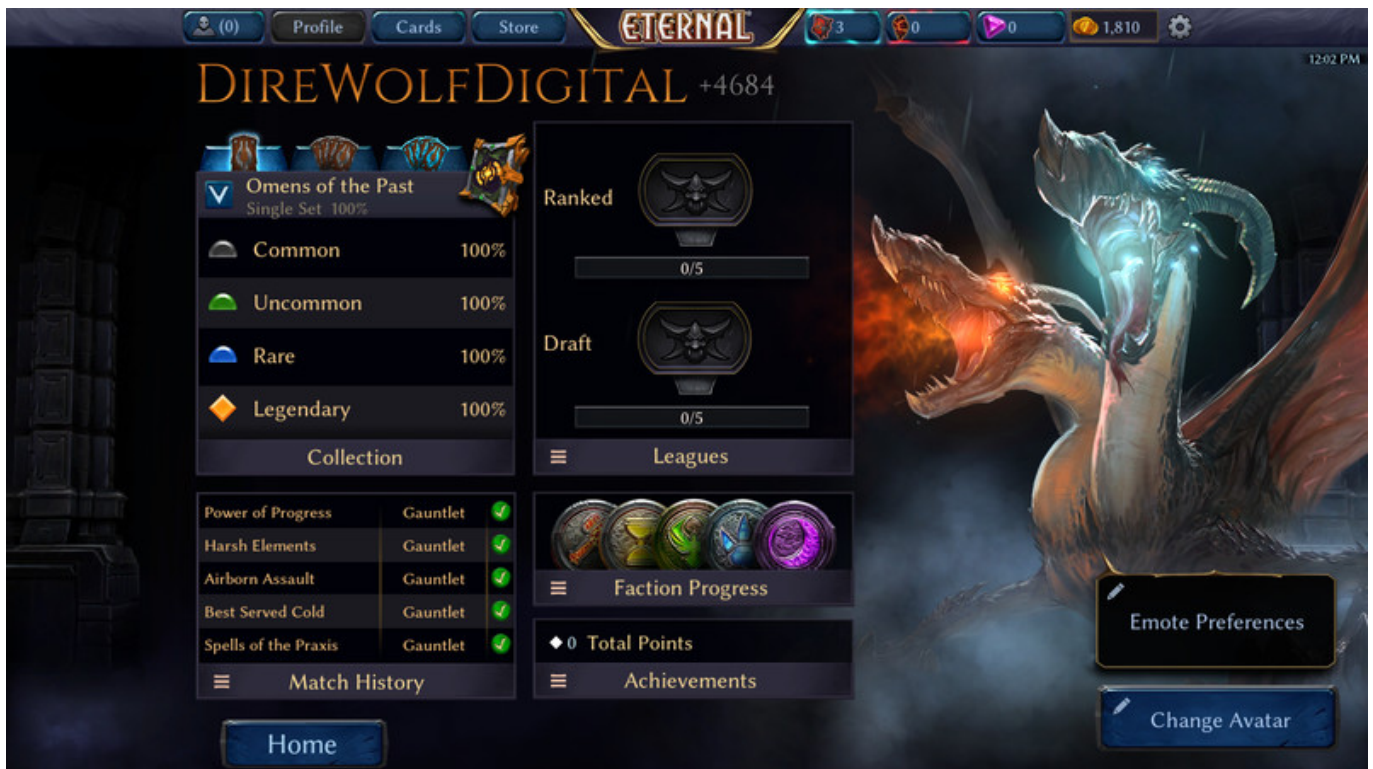 (0) Profile Cards Store ETERNAL 3 0 0 1,810
12:02 PM
DIREWOLFDIGITAL +4684
Omens of the Past
Single Set 100%
Common 100%
Uncommon 100%
Rare 100%
Legendary 100%
Collection
Ranked
0/5
Draft
0/5
Leagues
Power of Progress Gauntlet
Harsh Elements Gauntlet
Airborn Assault Gauntlet
Best Served Cold Gauntlet
Spells of the Praxis Gauntlet
Match History
Faction Progress
0 Total Points
Achievements
Emote Preferences
Change Avatar
Home